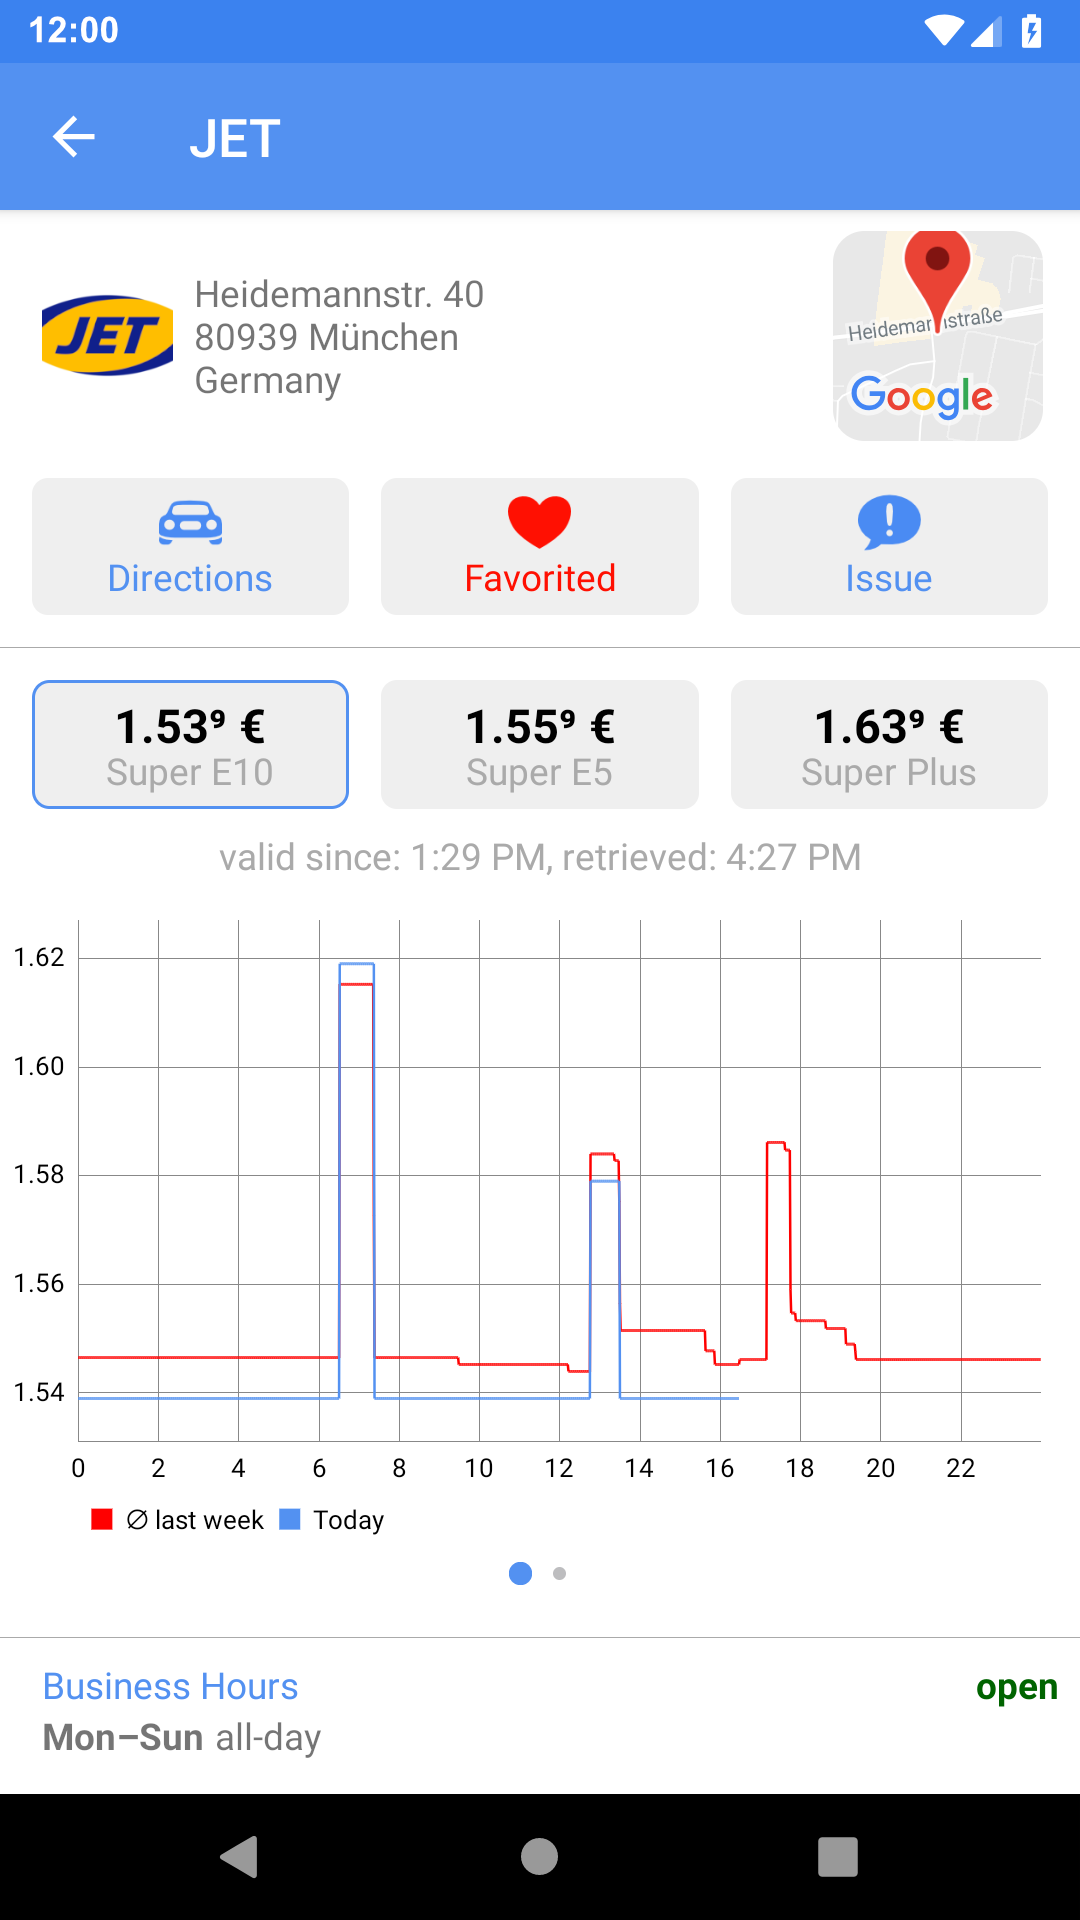 12:00
JET
JET
Heidemannstr. 40
80939 München
Germany
Google
Directions
Favorited
Issue
1.53⁹ €
Super E10
1.55⁹ €
Super E5
1.63⁹ €
Super Plus
valid since: 1:29 PM, retrieved: 4:27 PM
1.62
1.60
1.58
1.56
1.54
0 2 4 6 8 10 12 14 16 18 20 22
∅ last week Today
Business Hours open
Mon–Sun all-day